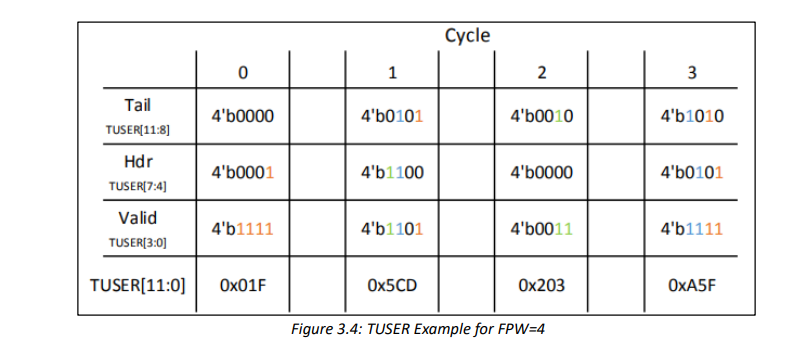 Cycle
0 1 2 3
Tail
TUSER[11:8]
4'b0000 4'b0101 4'b0010 4'b1010
Hdr
TUSER[7:4]
4'b0001 4'b1100 4'b0000 4'b0101
Valid
TUSER[3:0]
4'b1111 4'b1101 4'b0011 4'b1111
TUSER[11:0] 0x01F 0x5CD 0x203 0xA5F
Figure 3.4: TUSER Example for FPW=4